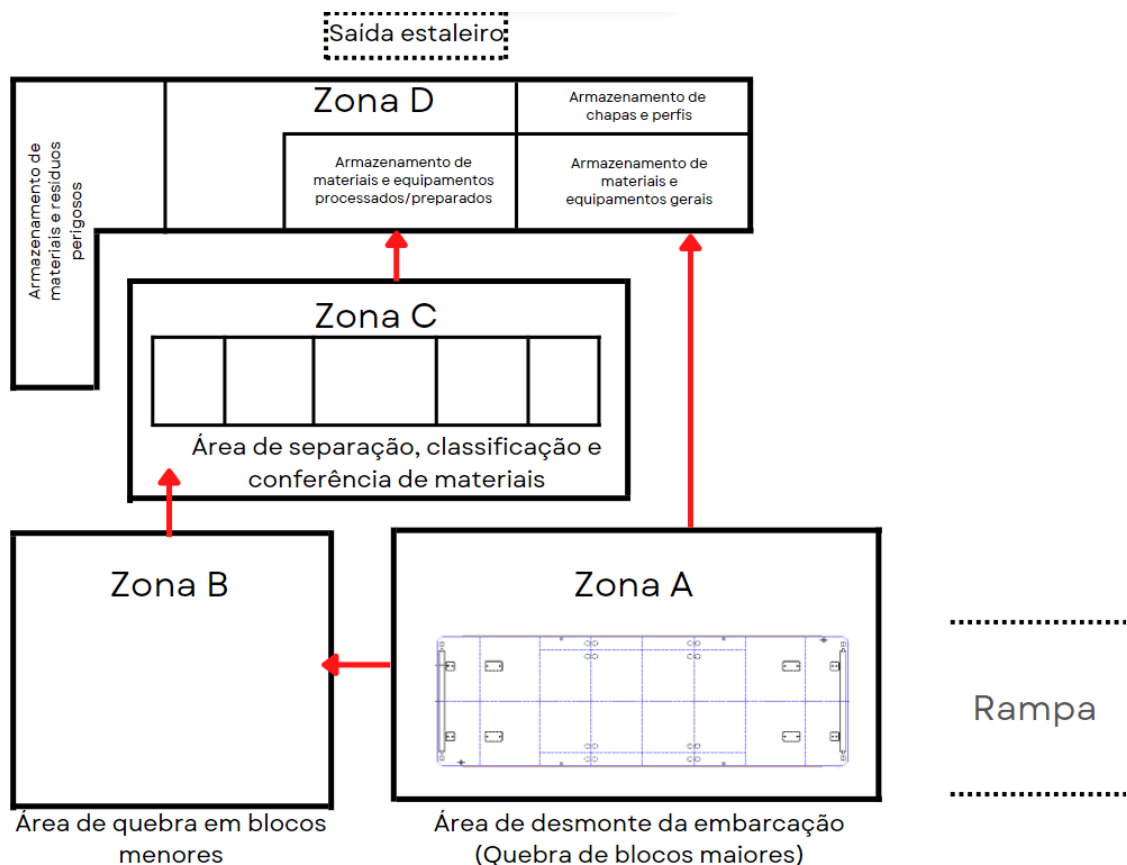 Saída estaleiro
Zona D
Armazenamento de
chapas e perfis
Armazenamento de
materiais e resíduos
perigosos
Armazenamento de
materiais e equipamentos
processados/preparados
Armazenamento de
materiais e
equipamentos gerais
Zona C
Área de separação, classificação e
conferência de materiais
Zona B
Zona A
Rampa
Área de quebra em blocos
menores
Área de desmonte da embarcação
(Quebra de blocos maiores)